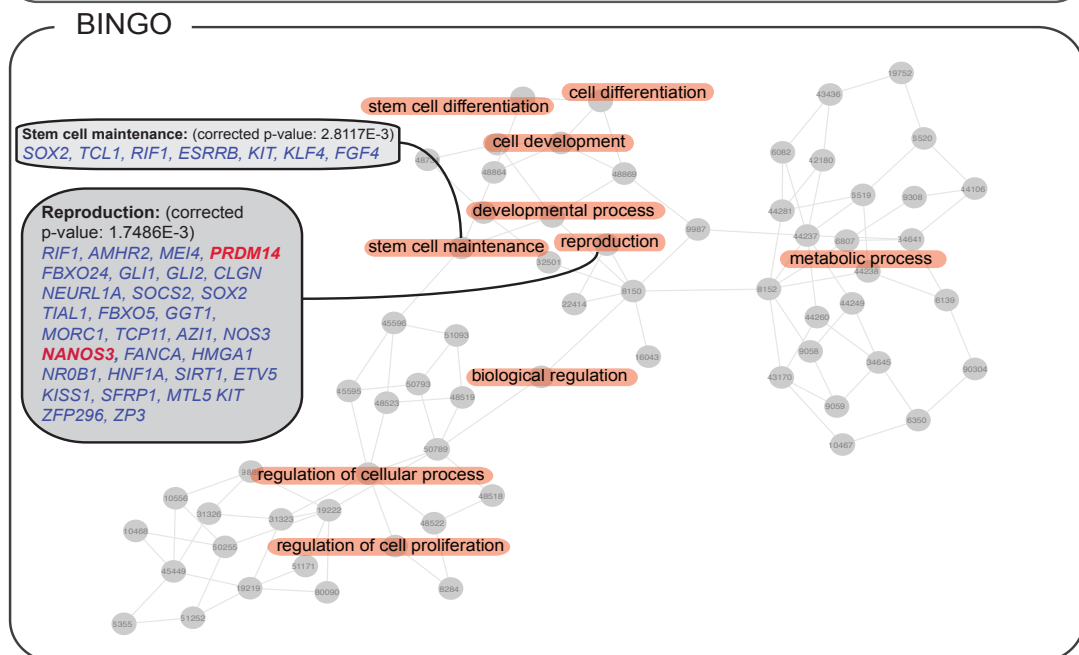 BINGO
Stem cell maintenance: (corrected p-value: 2.8117E-3)
SOX2, TCL1, RIF1, ESRRB, KIT, KLF4, FGF4
Reproduction: (corrected
p-value: 1.7486E-3)
RIF1, AMHR2, MEI4, PRDM14
FBXO24, GLI1, GLI2, CLGN
NEURL1A, SOCS2, SOX2
TIAL1, FBXO5, GGT1,
MORC1, TCP11, AZI1, NOS3
NANOS3, FANCA, HMGA1
NR0B1, HNF1A, SIRT1, ETV5
KISS1, SFRP1, MTL5 KIT
ZFP296, ZP3
cell differentiation
stem cell differentiation
cell development
48864
48869
developmental process
stem cell maintenance
reproduction
9987
32501
8150
22414
16043
19752
43436
5520
6082
42180
5519
9308
44106
44281
44237
6807
34641
metabolic process
44238
8152
44249
6139
44260
9058
34645
90304
43170
9059
6350
10467
45596
51093
biological regulation
45595
50793
48523
48519
50789
regulation of cellular process
48518
10556
31326
31323
19222
48522
10468
50255
regulation of cell proliferation
45449
51171
19219
80090
8284
51252